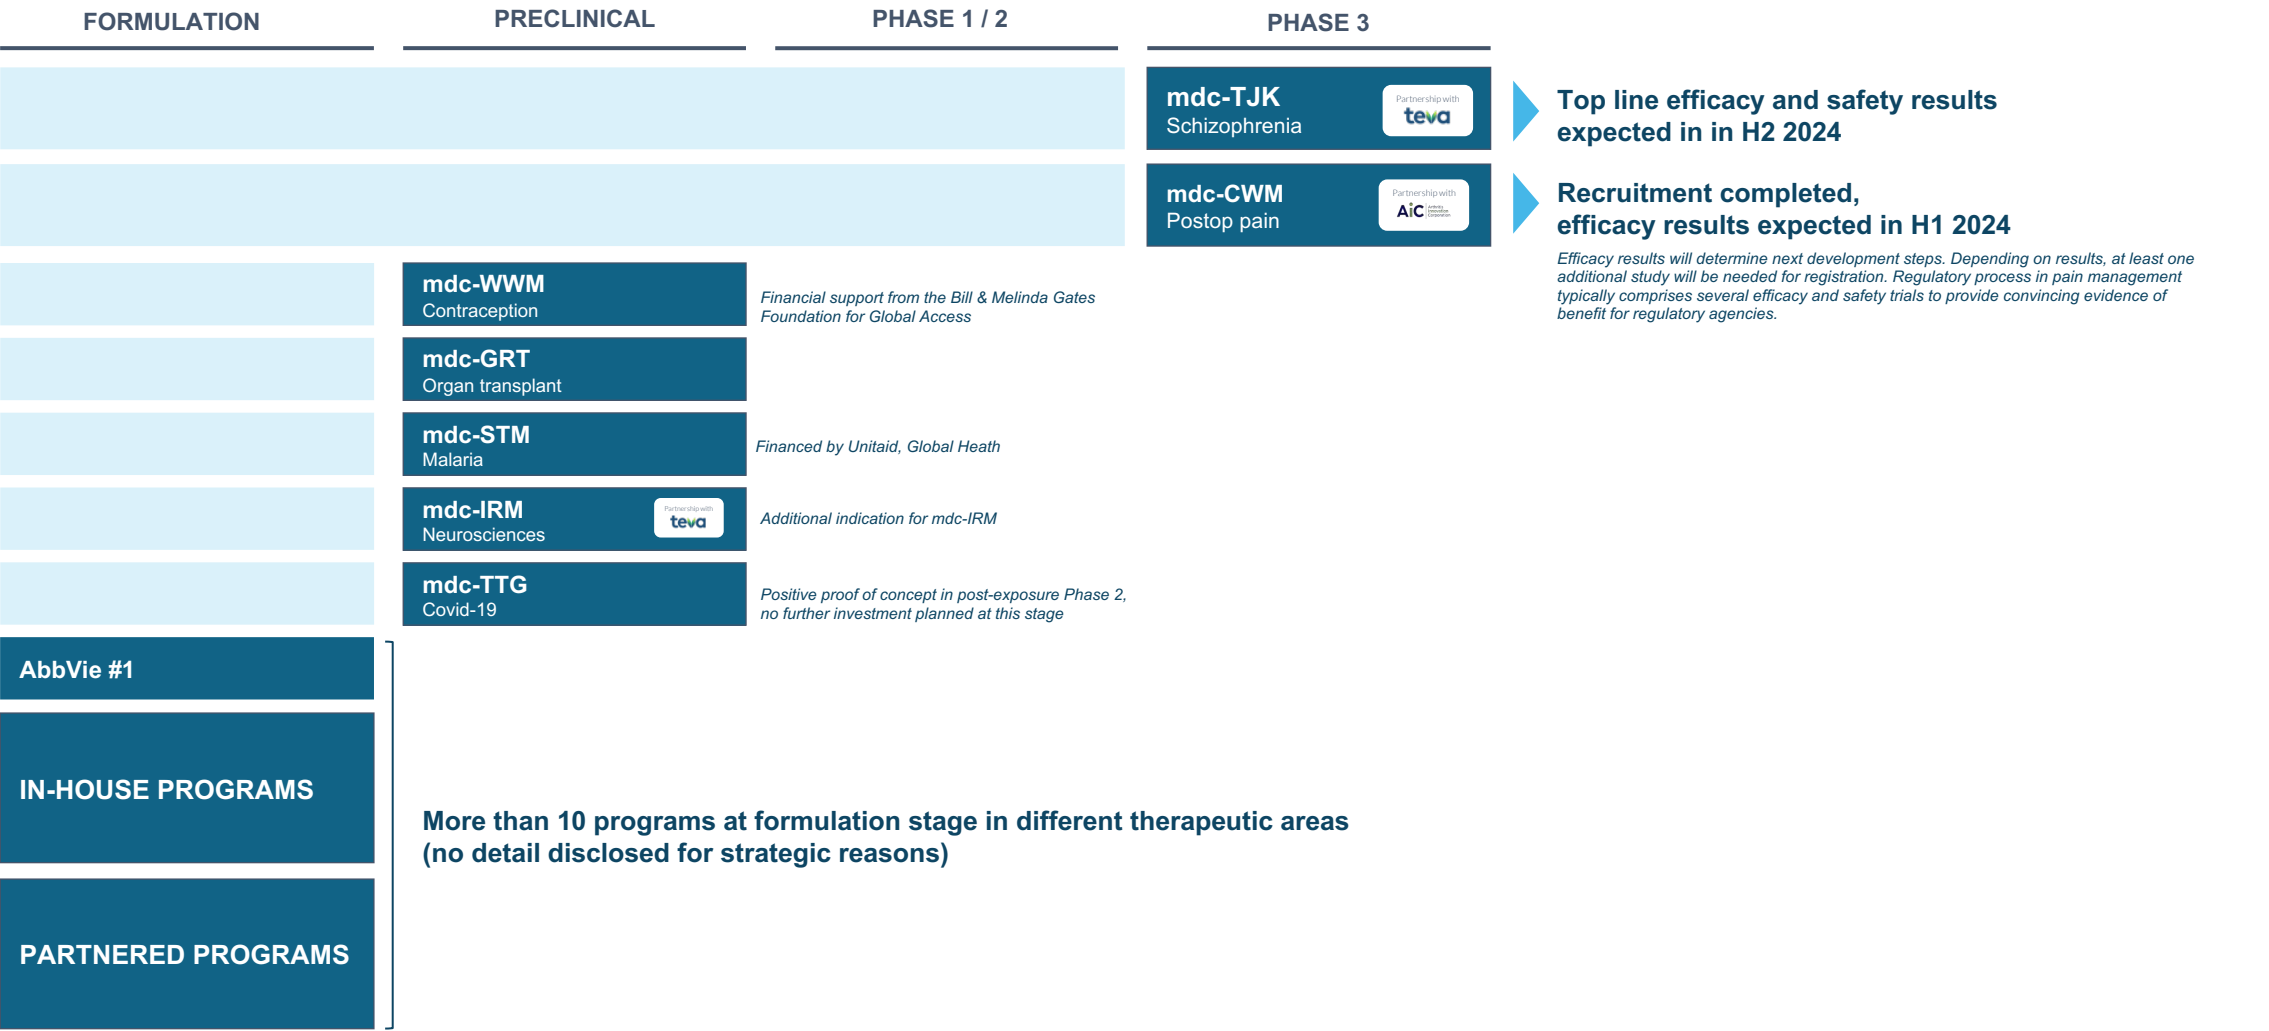 FORMULATION
PRECLINICAL
PHASE 1 / 2
PHASE 3
mdc-TJK
Schizophrenia
Partnership with
teva
Top line efficacy and safety results
expected in in H2 2024
mdc-CWM
Postop pain
Partnership with
AiC
Arthritis
Innovation
Corporation
Recruitment completed,
efficacy results expected in H1 2024
Efficacy results will determine next development steps. Depending on results, at least one
additional study will be needed for registration. Regulatory process in pain management
typically comprises several efficacy and safety trials to provide convincing evidence of
benefit for regulatory agencies.
mdc-WWM
Contraception
Financial support from the Bill & Melinda Gates
Foundation for Global Access
mdc-GRT
Organ transplant
mdc-STM
Malaria
Financed by Unitaid, Global Heath
mdc-IRM
Neurosciences
Partnership with
teva
Additional indication for mdc-IRM
mdc-TTG
Covid-19
Positive proof of concept in post-exposure Phase 2,
no further investment planned at this stage
AbbVie #1
IN-HOUSE PROGRAMS
More than 10 programs at formulation stage in different therapeutic areas
(no detail disclosed for strategic reasons)
PARTNERED PROGRAMS